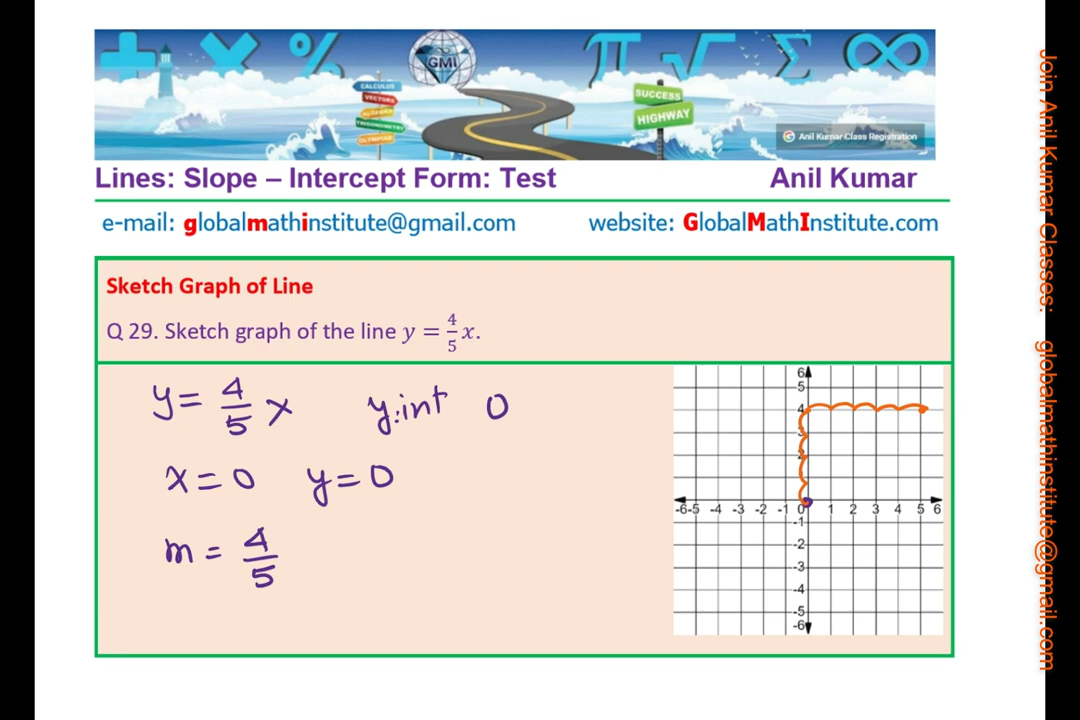 GMI
CALCULUS
VECTORS
TRIGONOMETRY
SUCCESS
HIGHWAY
Anil Kumar Class Registration
Lines: Slope – Intercept Form: Test Anil Kumar
e-mail: globalmathinstitute@gmail.com website: GlobalMathInstitute.com
Sketch Graph of Line
Q 29. Sketch graph of the line y = 4/5 x.
y = 4/5 x y.int 0
x = 0 y = 0
m = 4/5
6
5
4
3
2
-6 -5 -4 -3 -2 -1 0 1 2 3 4 5 6
-1
-2
-3
-4
-5
-6
Join Anil Kumar Classes: globalmathinstitute@gmail.com